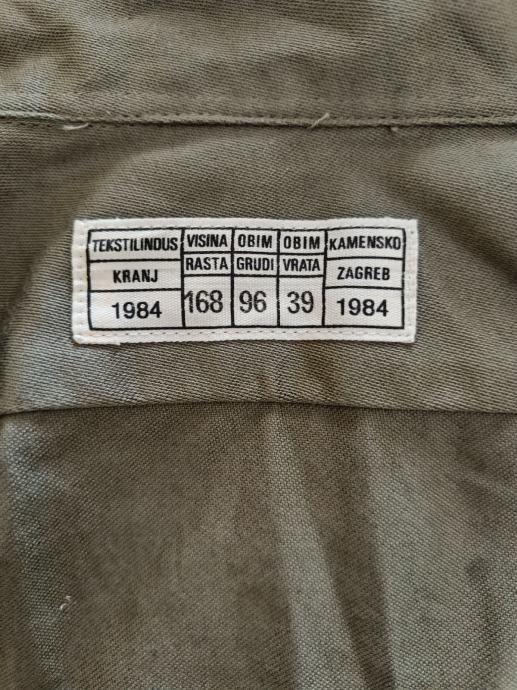 TEKSTILINDUS
KRANJ
1984
VISINA
RASTA
168
OBIM
GRUDI
96
OBIM
VRATA
39
KAMENSKO
ZAGREB
1984